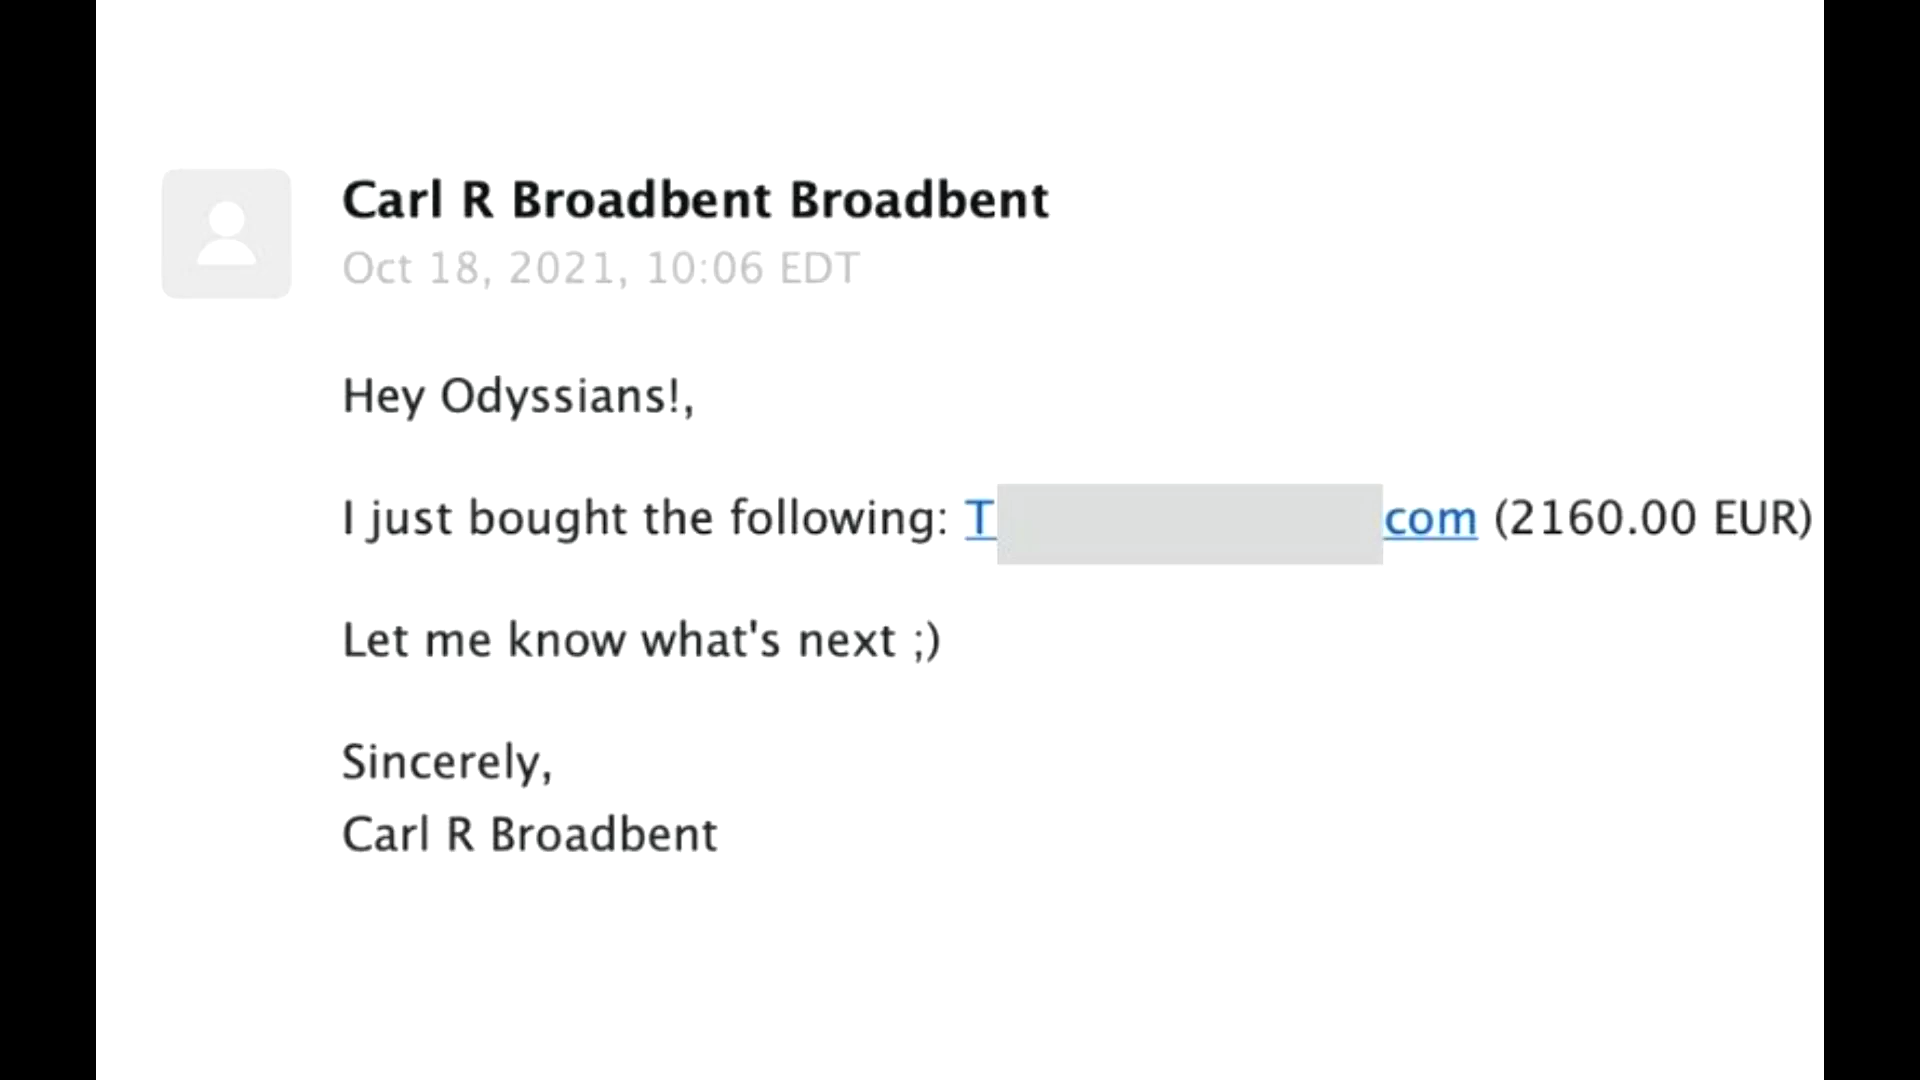 Carl R Broadbent Broadbent
Oct 18, 2021, 10:06 EDT
Hey Odyssians!,
I just bought the following: T com (2160.00 EUR)
Let me know what's next ;)
Sincerely,
Carl R Broadbent